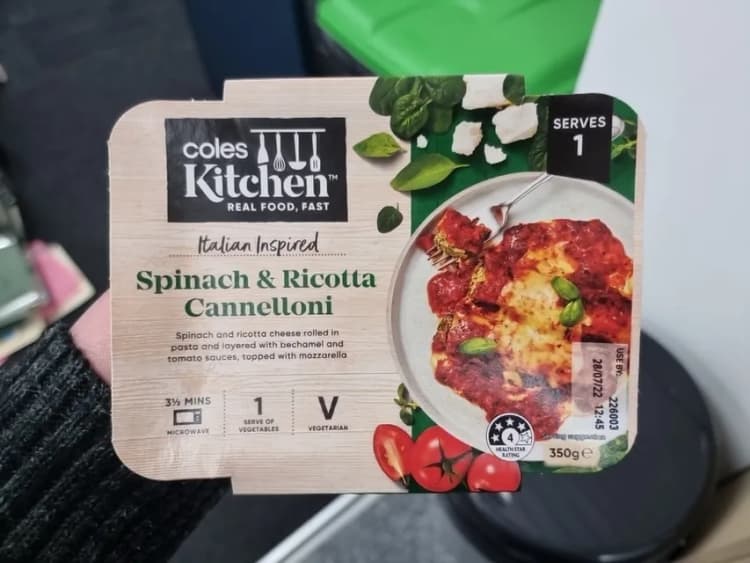 coles
Kitchen™
REAL FOOD, FAST
Italian Inspired
Spinach & Ricotta
Cannelloni
Spinach and ricotta cheese rolled in
pasta and layered with bechamel and
tomato sauces, topped with mozzarella
3½ MINS
MICROWAVE
1
SERVE OF
VEGETABLES
V
VEGETARIAN
SERVES
1
USE BY:
28/07/22 12:45
226003
4
HEALTH STAR
RATING
350g e